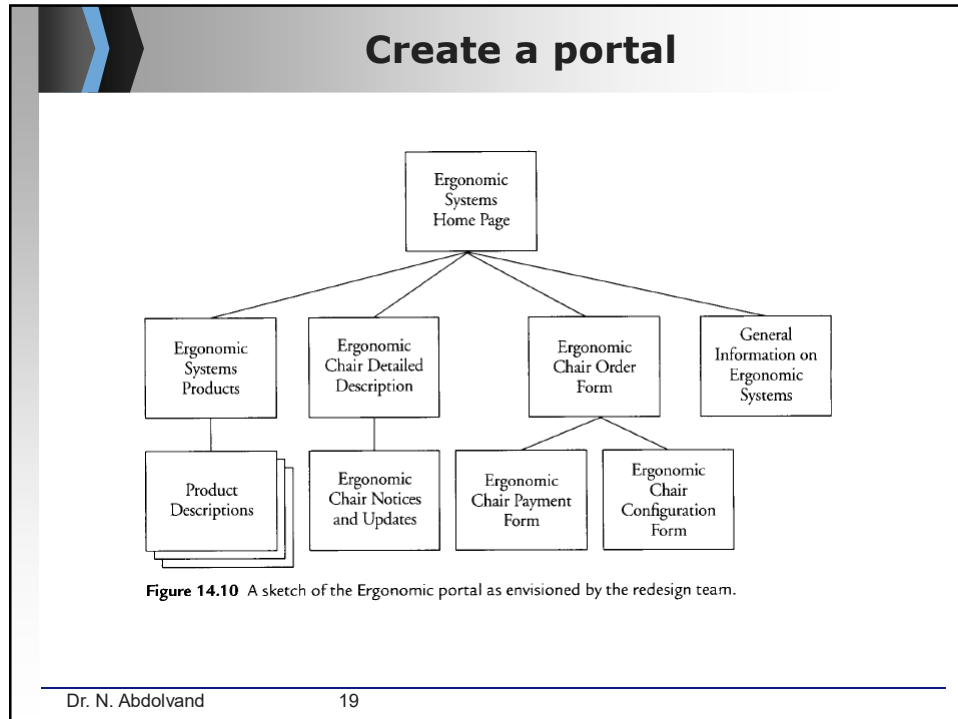 Create a portal
Ergonomic
Systems
Home Page
Ergonomic
Systems
Products
Ergonomic
Chair Detailed
Description
Ergonomic
Chair Order
Form
General
Information on
Ergonomic
Systems
Product
Descriptions
Ergonomic
Chair Notices
and Updates
Ergonomic
Chair Payment
Form
Ergonomic
Chair
Configuration
Form
Figure 14.10 A sketch of the Ergonomic portal as envisioned by the redesign team.
Dr. N. Abdolvand 19